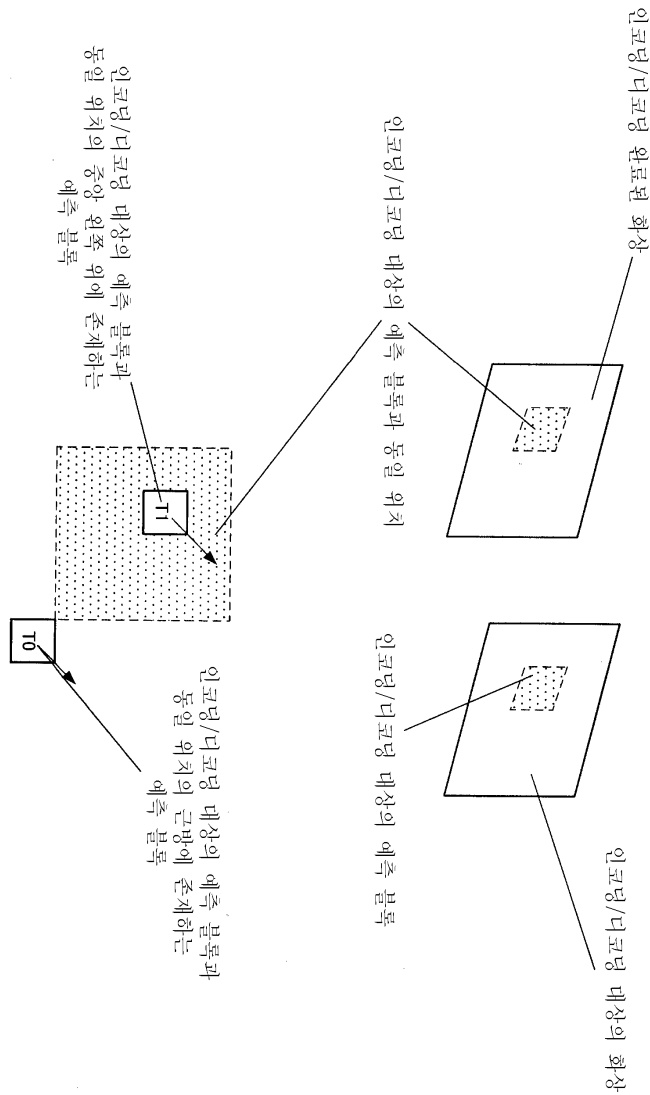 인코딩/디코딩 완료된 화상
인코딩/디코딩 대상의 화상
인코딩/디코딩 대상의 예측 블록과 동일 위치
인코딩/디코딩 대상의 예측 블록
인코딩/디코딩 대상의 예측 블록과
동일 위치의 중앙 왼쪽 위에 존재하는
예측 블록
T1
T0
인코딩/디코딩 대상의 예측 블록과
동일 위치의 근방에 존재하는
예측 블록